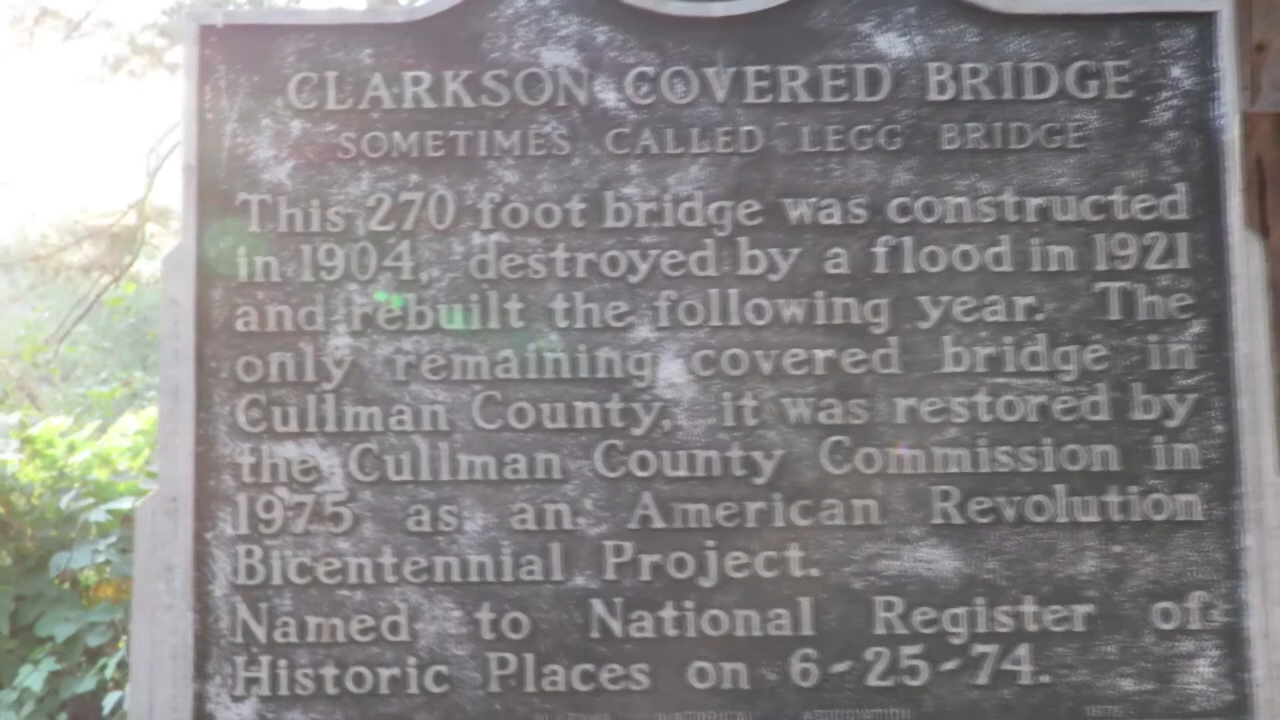 CLARKSON COVERED BRIDGE
SOMETIMES CALLED LEGG BRIDGE
This 270 foot bridge was constructed
in 1904, destroyed by a flood in 1921
and rebuilt the following year. The
only remaining covered bridge in
Cullman County, it was restored by
the Cullman County Commission in
1975 as an American Revolution
Bicentennial Project.
Named to National Register of
Historic Places on 6-25-74.
HISTORICAL ASSOCIATION